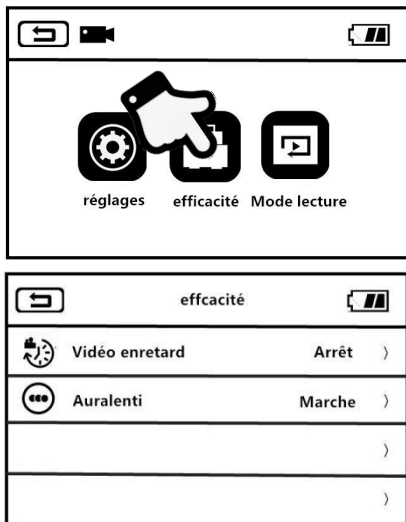 réglages efficacité Mode lecture
effcacité
Vidéo enretard Arrêt
Auralenti Marche